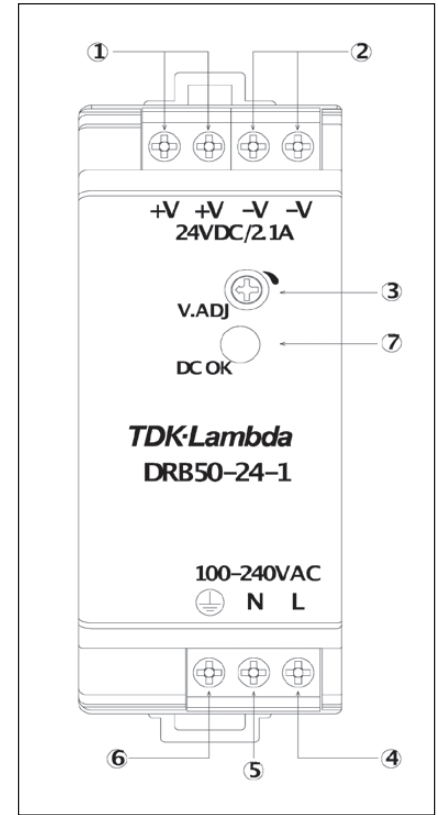 ① ②
+V +V –V –V
24VDC/2.1A
③
V.ADJ
⑦
DC OK
TDK·Lambda
DRB50–24–1
100–240VAC
⏚ N L
⑥ ⑤ ④